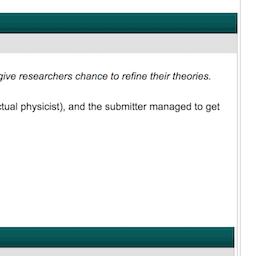 give researchers chance to refine their theories.
ctual physicist), and the submitter managed to get